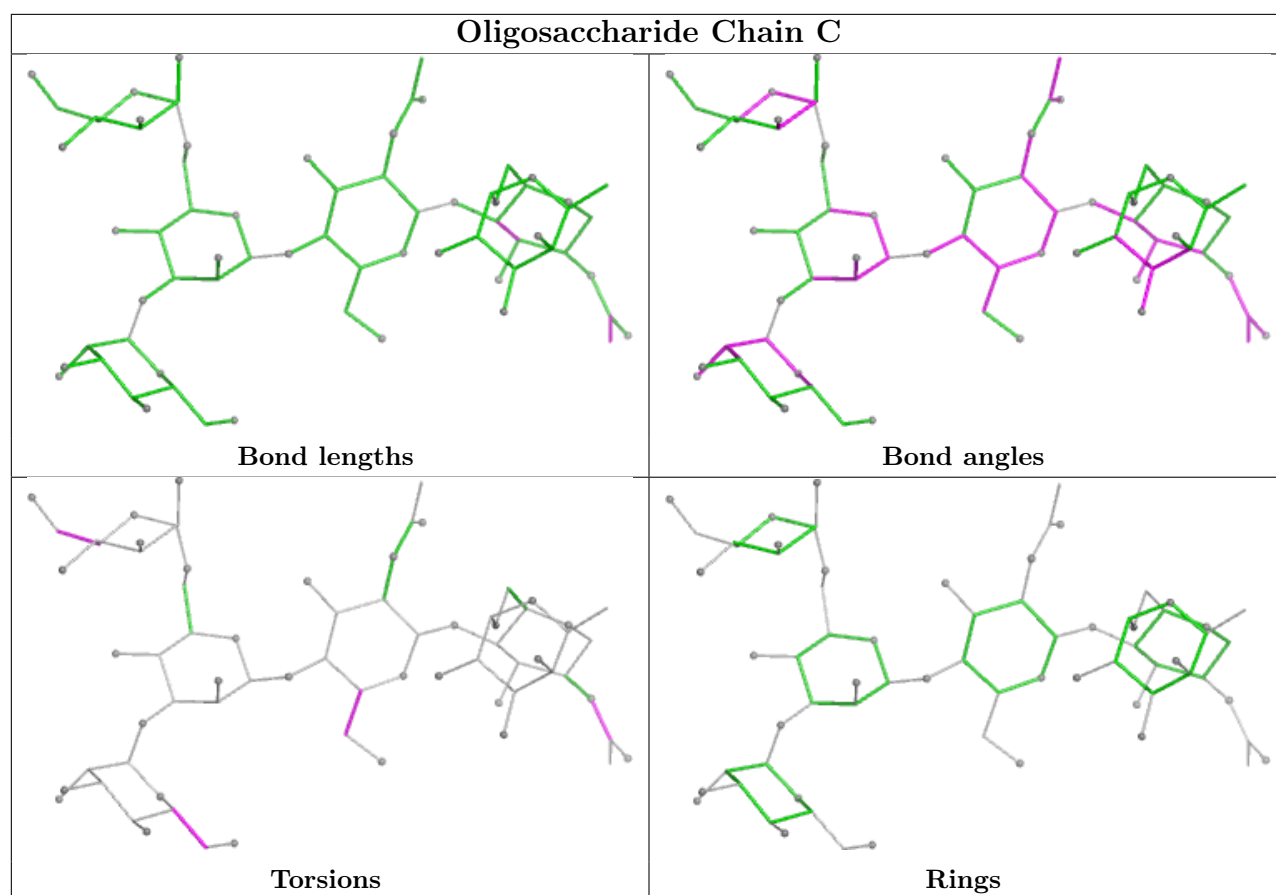 Oligosaccharide Chain C
Bond lengths
Bond angles
Torsions
Rings